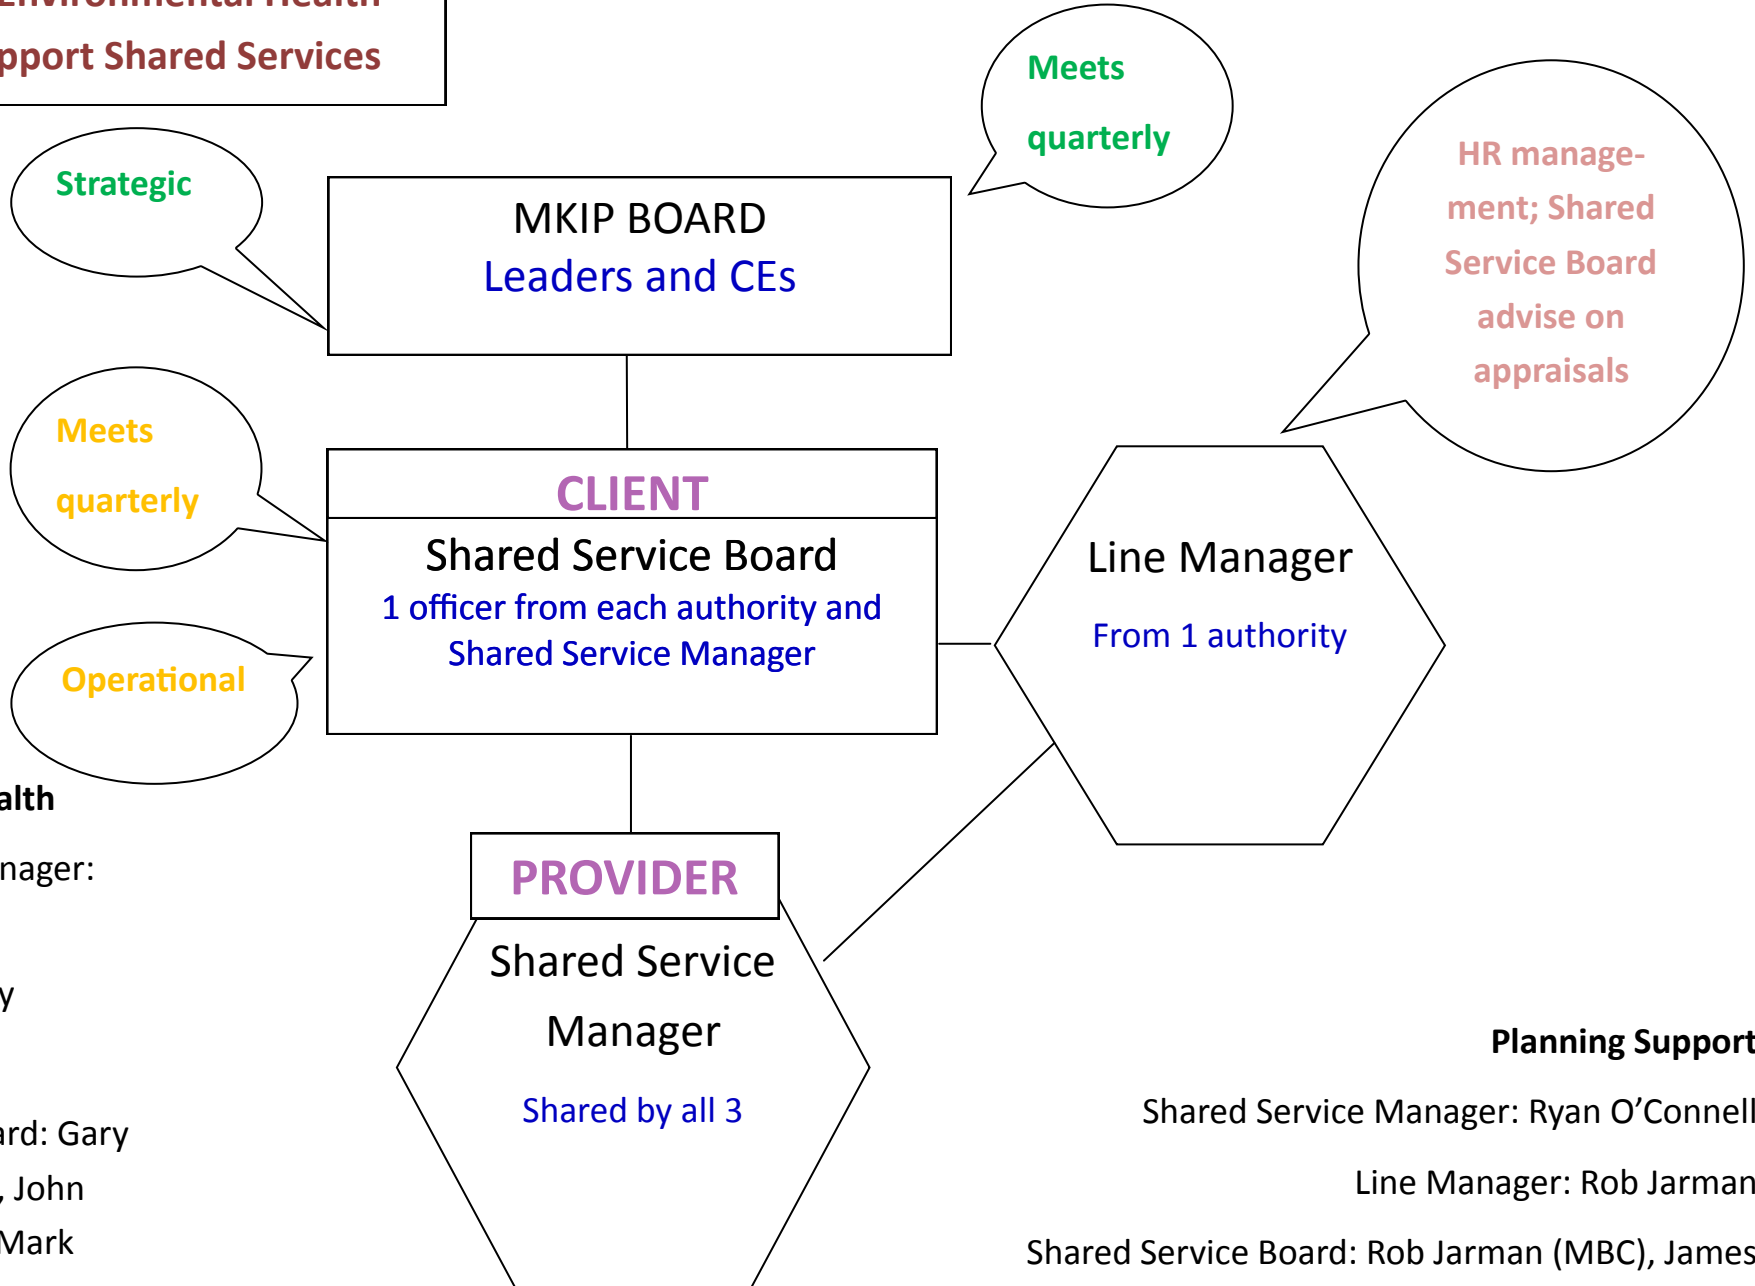 Environmental Health
pport Shared Services
Strategic
Meets
quarterly
HR manage-
ment; Shared
Service Board
advise on
appraisals
MKIP BOARD
Leaders and CEs
Meets
quarterly
CLIENT
Shared Service Board
1 officer from each authority and
Shared Service Manager
Line Manager
From 1 authority
Operational
alth
nager:
y
ard: Gary
, John
Mark
PROVIDER
Shared Service
Manager
Shared by all 3
Planning Support
Shared Service Manager: Ryan O’Connell
Line Manager: Rob Jarman
Shared Service Board: Rob Jarman (MBC), James